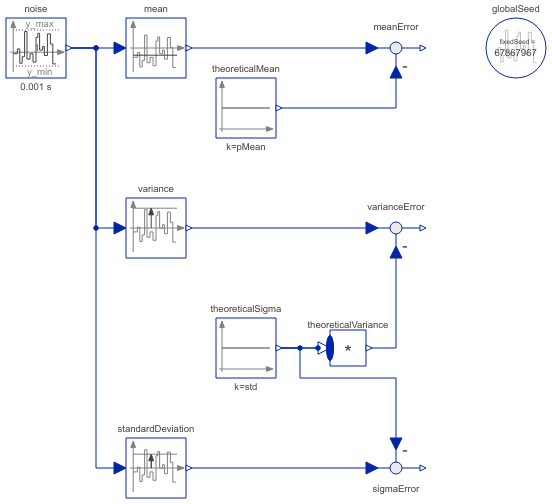 noise
mean
globalSeed
y_max
meanError
fixedSeed =
67867967
y_min
0.001 s
theoreticalMean
-
k=pMean
variance
varianceError
-
theoreticalSigma
theoreticalVariance
*
k=std
standardDeviation
-
sigmaError